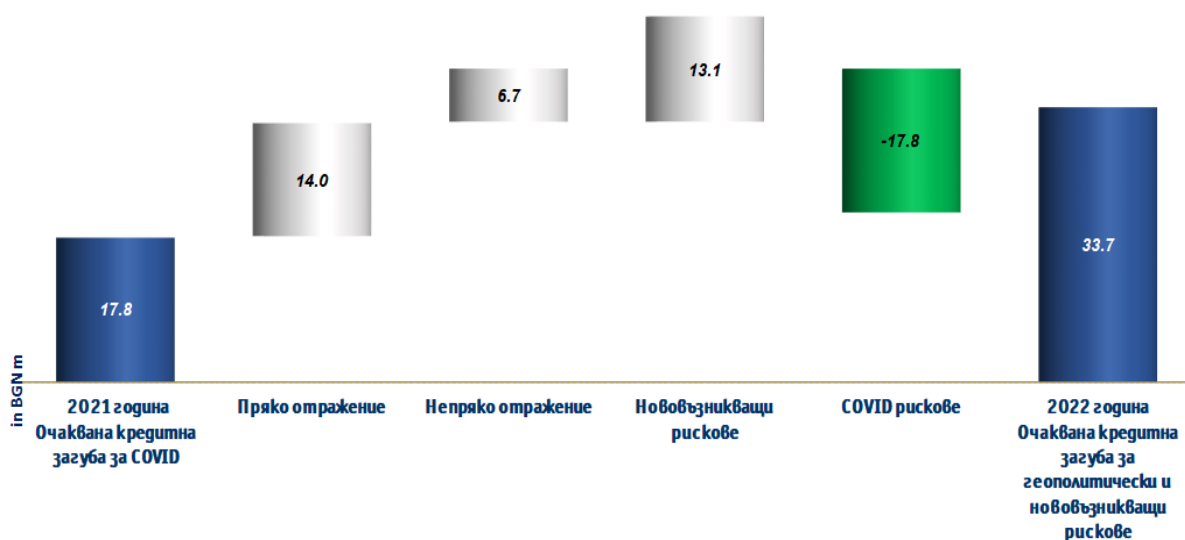 13.1
6.7
-17.8
14.0
33.7
17.8
in BGN m
2021 година
Очаквана кредитна
загуба за COVID
Пряко отражение
Непряко отражение
Нововъзникващи
рискове
COVID рискове
2022 година
Очаквана кредитна
загуба за
геополитически и
нововъзникващи
рискове